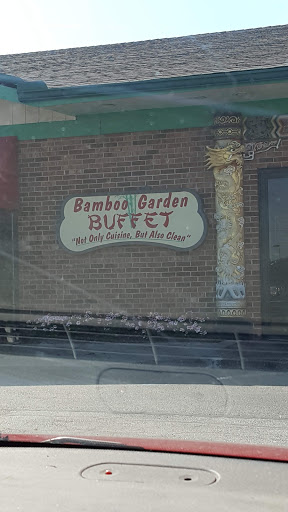 Bamboo Garden
BUFFET
"Not Only Cuisine, But Also Clean"